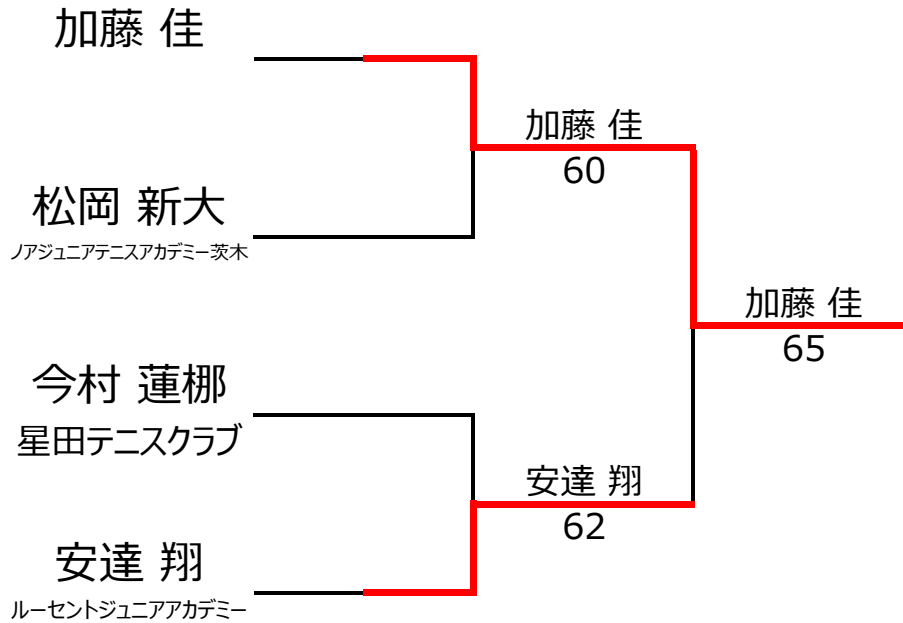 加藤 佳
加藤 佳
60
松岡 新大
ノアジュニアテニスアカデミー茨木
加藤 佳
65
今村 蓮梛
星田テニスクラブ
安達 翔
62
安達 翔
ルーセントジュニアアカデミー